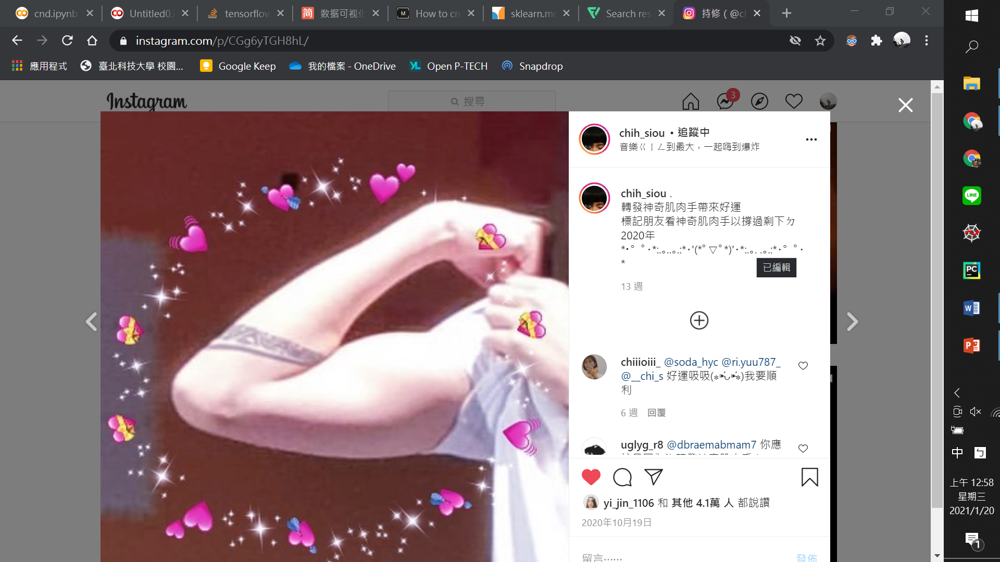 cnd.ipynb
Untitled0.i
tensorflow
数据可视化
How to cre
sklearn.me
Search res
持修 ( @ch
instagram.com/p/CGg6yTGH8hL/
應用程式
臺北科技大學 校園...
Google Keep
我的檔案 - OneDrive
Open P-TECH
Snapdrop
Instagram
搜尋
3
chih_siou • 追蹤中
音樂ㄍㄧㄥ到最大，一起嗨到爆炸
chih_siou .
轉發神奇肌肉手帶來好運
標記朋友看神奇肌肉手以撐過剩下ㄉ
2020年
*･゜ﾟ･*:.｡..｡.:*･'(*ﾟ▽ﾟ*)'･*:.｡. .｡.:*･゜ﾟ･
*
已編輯
13 週
chiiioiii_ @soda_hyc @ri.yuu787_
@__chi_s 好運吸吸(✻➽ᴗ➽✻)我要順
利
6 週 回覆
uglyg_r8 @dbraemabmam7 你應
yi_jin_1106 和 其他 4.1萬 人 都說讚
2020年10月19日
留言……
發佈
LINE
PC
W
P
中
ㄅ
上午 12:58
星期三
2021/1/20
1